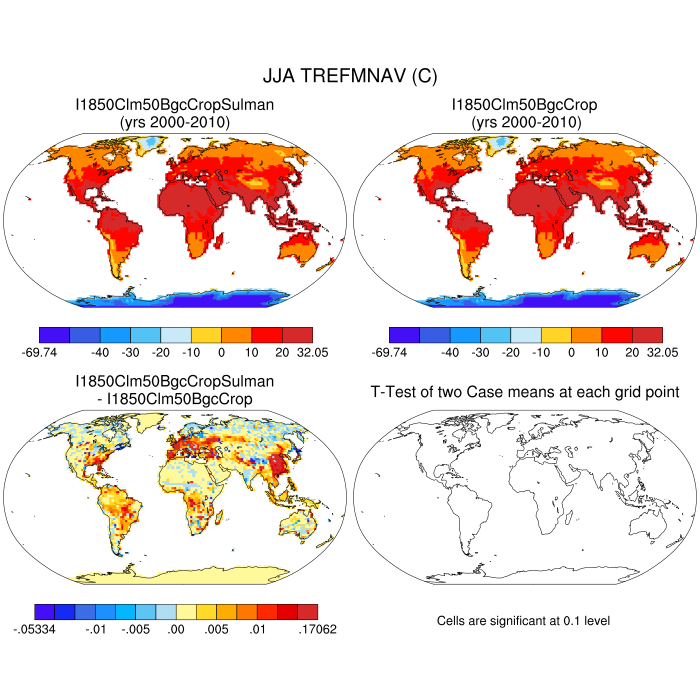 JJA TREFMNAV (C)
I1850Clm50BgcCropSulman
(yrs 2000-2010)
I1850Clm50BgcCrop
(yrs 2000-2010)
-69.74 -40 -30 -20 -10 0 10 20 32.05
-69.74 -40 -30 -20 -10 0 10 20 32.05
I1850Clm50BgcCropSulman
- I1850Clm50BgcCrop
T-Test of two Case means at each grid point
-.05334 -.01 -.005 .00 .005 .01 .17062
Cells are significant at 0.1 level